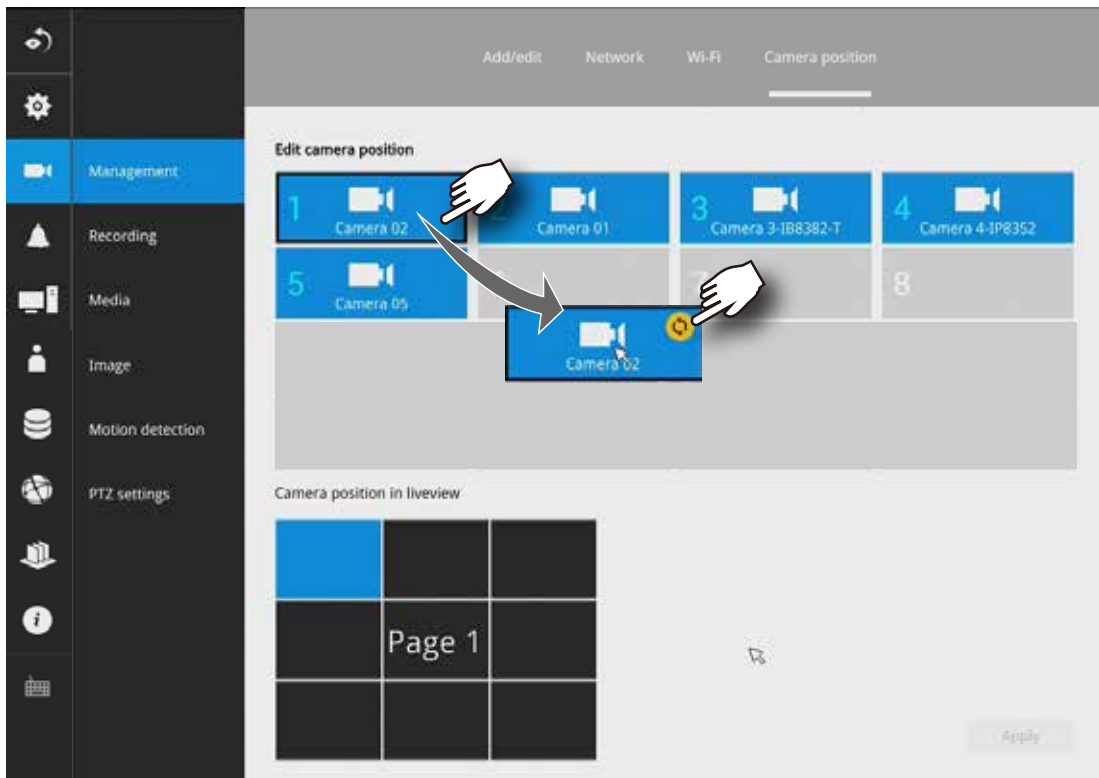 Add/edit Network Wi-Fi Camera position
Management
Recording
Media
Image
Motion detection
PTZ settings
Edit camera position
1 Camera 02
2 Camera 01
3 Camera 3-IB8382-T
4 Camera 4-IP8352
5 Camera 05
8
Camera 02
Camera position in liveview
Page 1
Apply